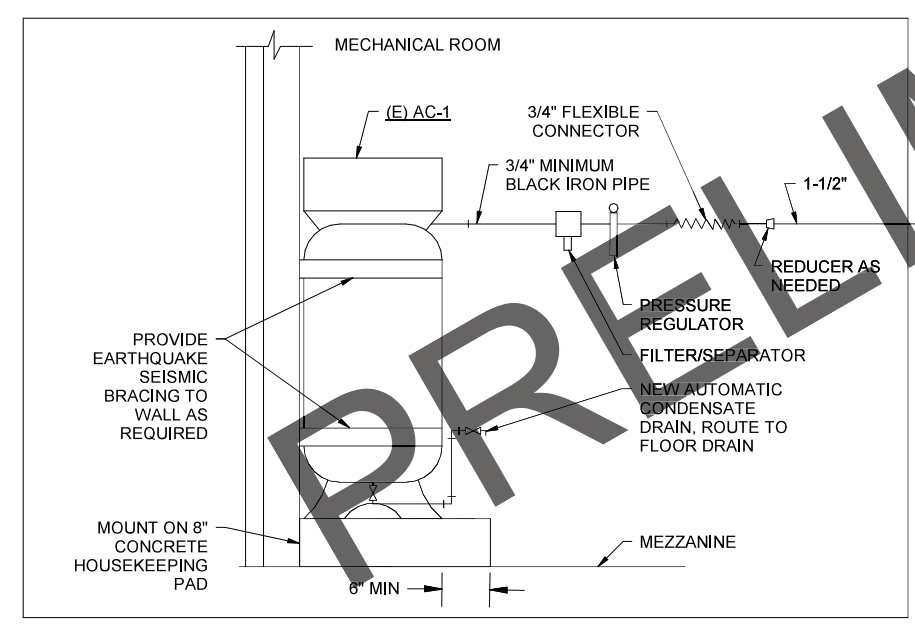 MECHANICAL ROOM
(E) AC-1
3/4" FLEXIBLE
CONNECTOR
3/4" MINIMUM
BLACK IRON PIPE
1-1/2"
REDUCER AS
NEEDED
PRESSURE
REGULATOR
FILTER/SEPARATOR
NEW AUTOMATIC
CONDENSATE
DRAIN, ROUTE TO
FLOOR DRAIN
PROVIDE
EARTHQUAKE
SEISMIC
BRACING TO
WALL AS
REQUIRED
MOUNT ON 8"
CONCRETE
HOUSEKEEPING
PAD
6" MIN
MEZZANINE
PRELI